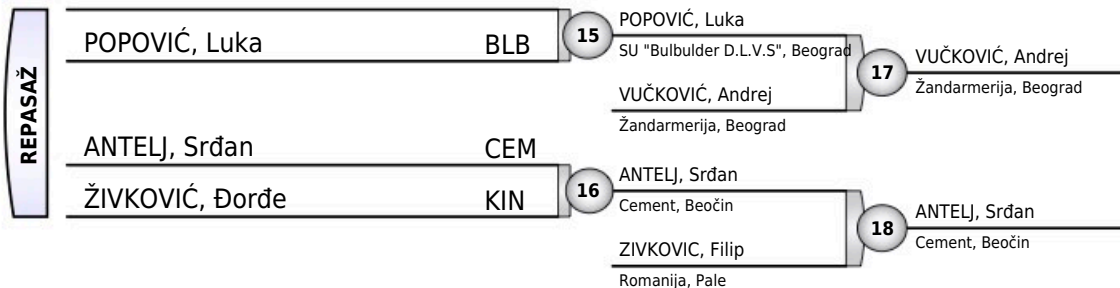 REPASAŽ
POPOVIĆ, Luka BLB
15
POPOVIĆ, Luka
SU "Bulbulder D.L.V.S", Beograd
VUČKOVIĆ, Andrej
Žandarmerija, Beograd
17
VUČKOVIĆ, Andrej
Žandarmerija, Beograd
ANTELJ, Srđan CEM
ŽIVKOVIĆ, Đorđe KIN
16
ANTELJ, Srđan
Cement, Beočin
ZIVKOVIC, Filip
Romanija, Pale
18
ANTELJ, Srđan
Cement, Beočin